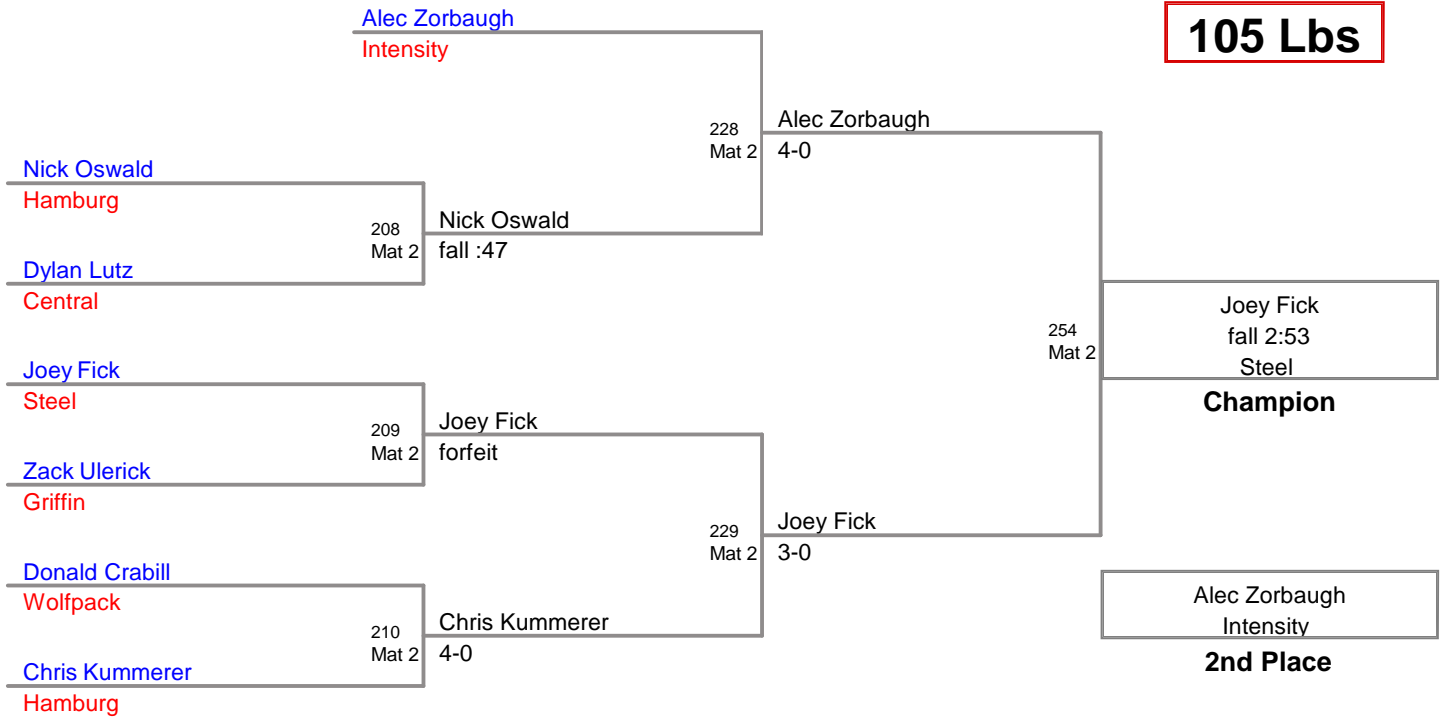 Alec Zorbaugh
Intensity
105 Lbs
228
Mat 2
Alec Zorbaugh
4-0
Nick Oswald
Hamburg
208
Mat 2
Nick Oswald
fall :47
Dylan Lutz
Central
254
Mat 2
Joey Fick
fall 2:53
Steel
Champion
Joey Fick
Steel
209
Mat 2
Joey Fick
forfeit
Zack Ulerick
Griffin
229
Mat 2
Joey Fick
3-0
Donald Crabill
Wolfpack
210
Mat 2
Chris Kummerer
4-0
Chris Kummerer
Hamburg
Alec Zorbaugh
Intensity
2nd Place